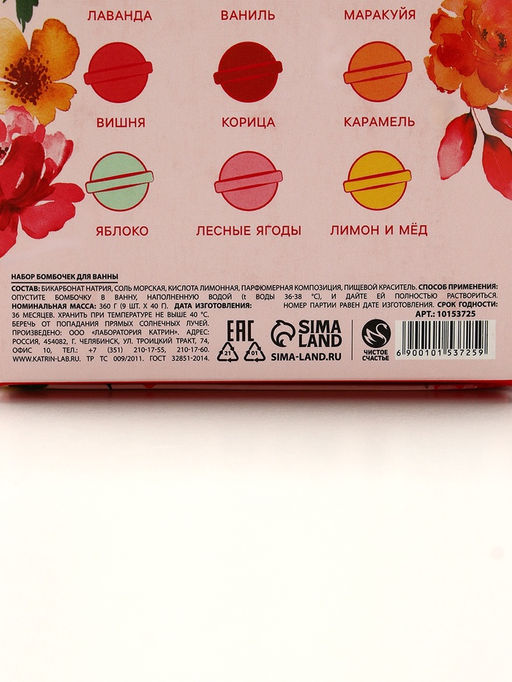 ЛАВАНДА ВАНИЛЬ МАРАКУЙЯ
ВИШНЯ КОРИЦА КАРАМЕЛЬ
ЯБЛОКО ЛЕСНЫЕ ЯГОДЫ ЛИМОН И МЁД
НАБОР БОМБОЧЕК ДЛЯ ВАННЫ
СОСТАВ: БИКАРБОНАТ НАТРИЯ, СОЛЬ МОРСКАЯ, КИСЛОТА ЛИМОННАЯ, ПАРФЮМЕРНАЯ КОМПОЗИЦИЯ, ПИЩЕВОЙ КРАСИТЕЛЬ. СПОСОБ ПРИМЕНЕНИЯ:
ОПУСТИТЕ БОМБОЧКУ В ВАННУ, НАПОЛНЕННУЮ ВОДОЙ (t ВОДЫ 36-38 °C), И ДАЙТЕ ЕЙ ПОЛНОСТЬЮ РАСТВОРИТЬСЯ.
НОМИНАЛЬНАЯ МАССА: 360 Г (9 ШТ. Х 40 Г). ДАТА ИЗГОТОВЛЕНИЯ: НОМЕР ПАРТИИ РАВЕН ДАТЕ ИЗГОТОВЛЕНИЯ. СРОК ГОДНОСТИ:
36 МЕСЯЦЕВ. ХРАНИТЬ ПРИ ТЕМПЕРАТУРЕ НЕ ВЫШЕ 40 °C.
БЕРЕЧЬ ОТ ПОПАДАНИЯ ПРЯМЫХ СОЛНЕЧНЫХ ЛУЧЕЙ.
ПРОИЗВЕДЕНО: ООО «ЛАБОРАТОРИЯ КАТРИН». АДРЕС:
РОССИЯ, 454082, Г. ЧЕЛЯБИНСК, УЛ. ТРОИЦКИЙ ТРАКТ, 74,
ОФИС 10, ТЕЛ.: +7 (351) 210-17-55, 210-17-60.
WWW.KATRIN-LAB.RU ТР ТС 009/2011. ГОСТ 32851-2014.
EAC
21 01
SIMA
LAND
SIMA-LAND.RU
ЧИСТОЕ
СЧАСТЬЕ
АРТ.: 10153725
6 900101 537259